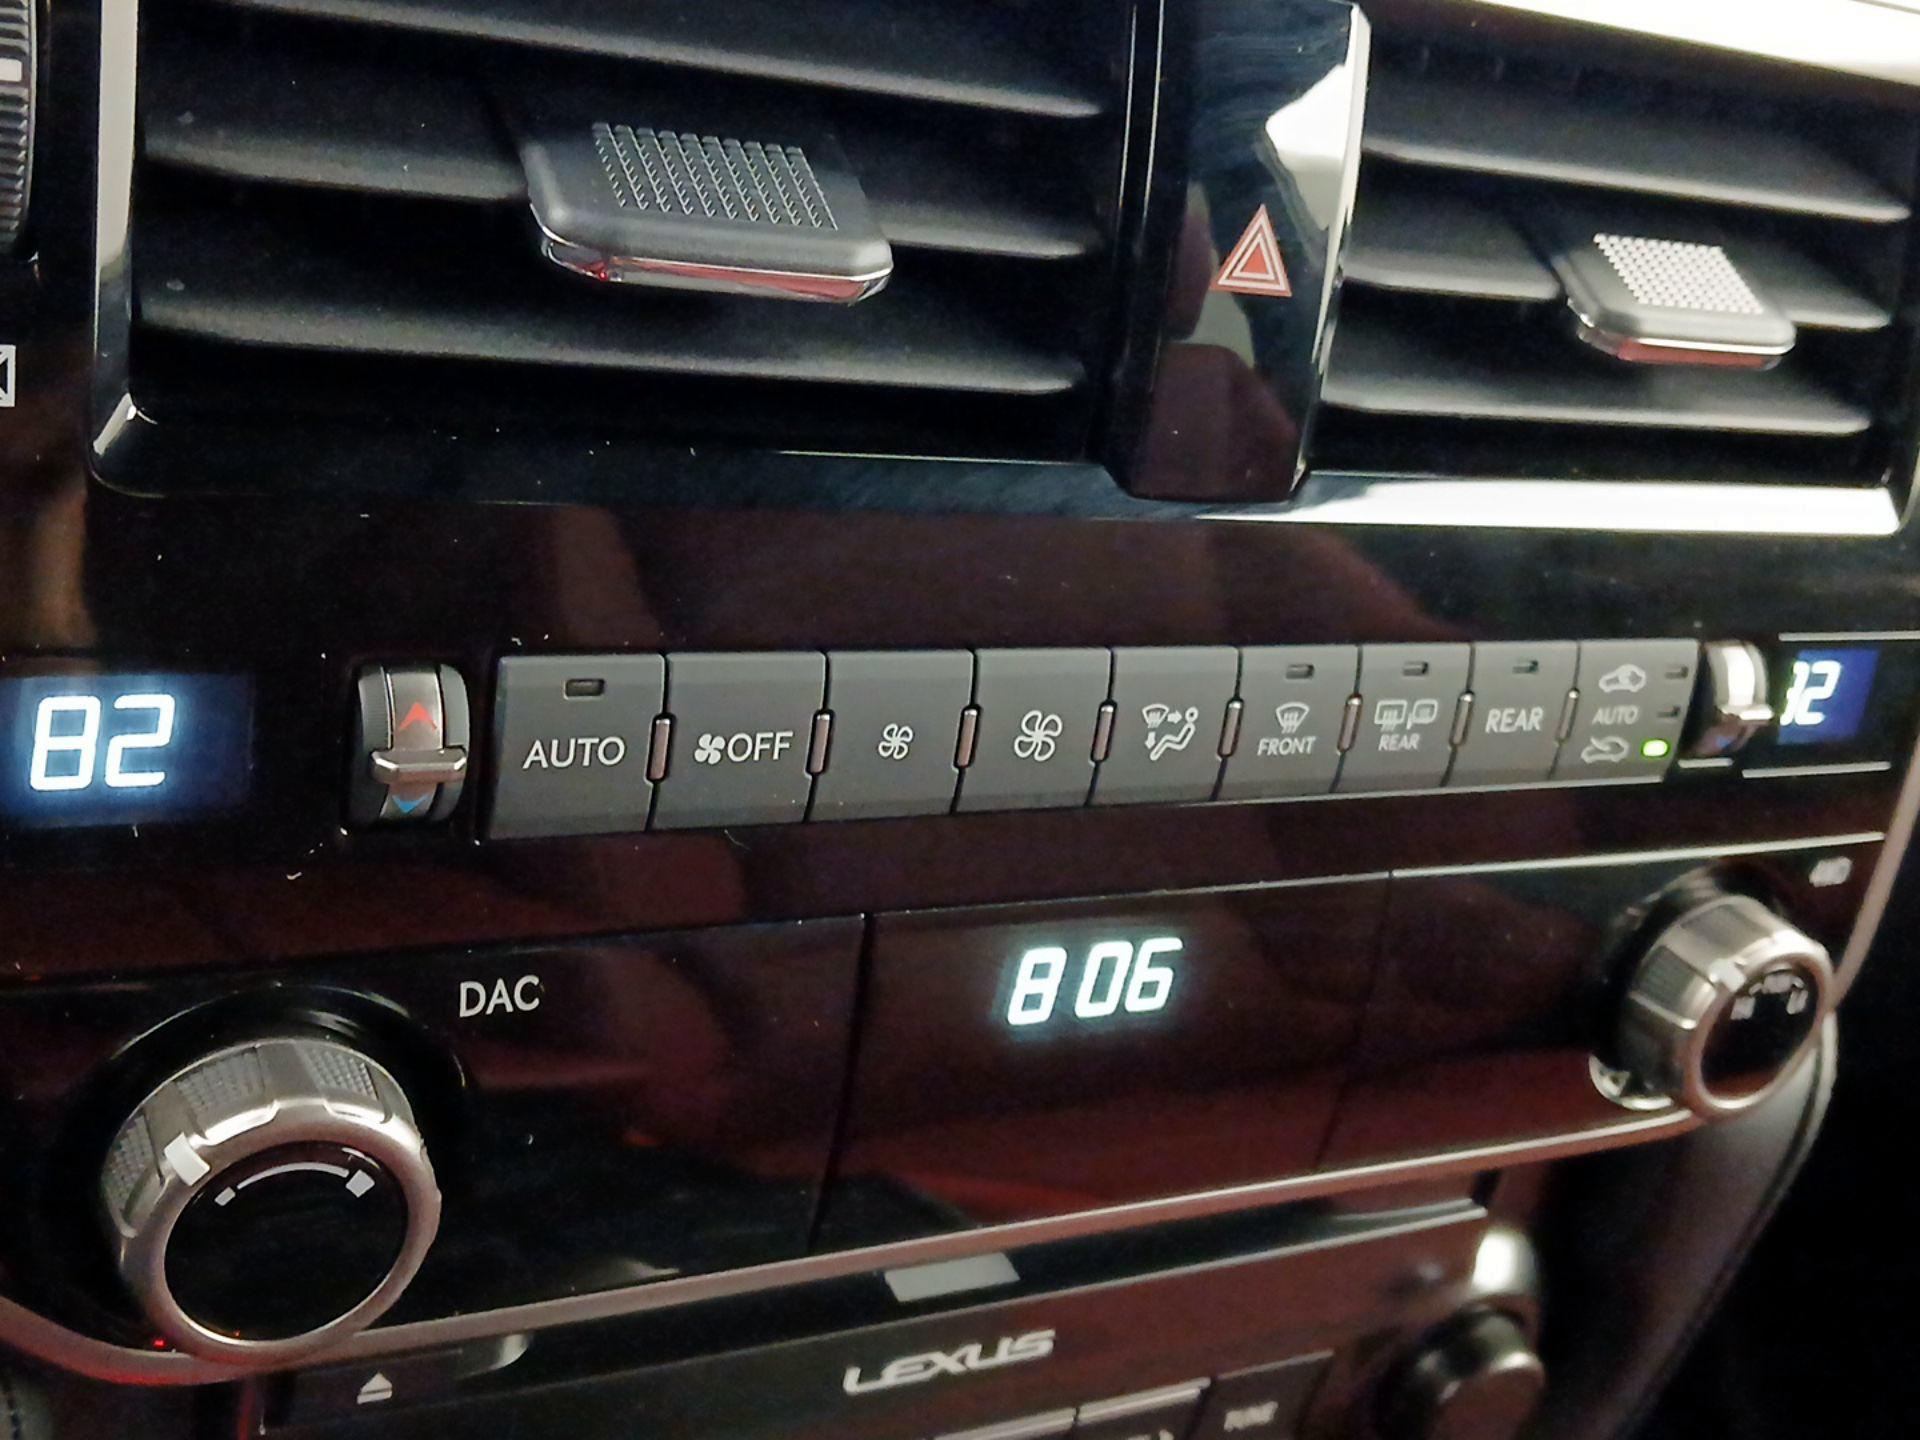 82
AUTO
OFF
FRONT
REAR
REAR
AUTO
DAC
8 06
LEXUS